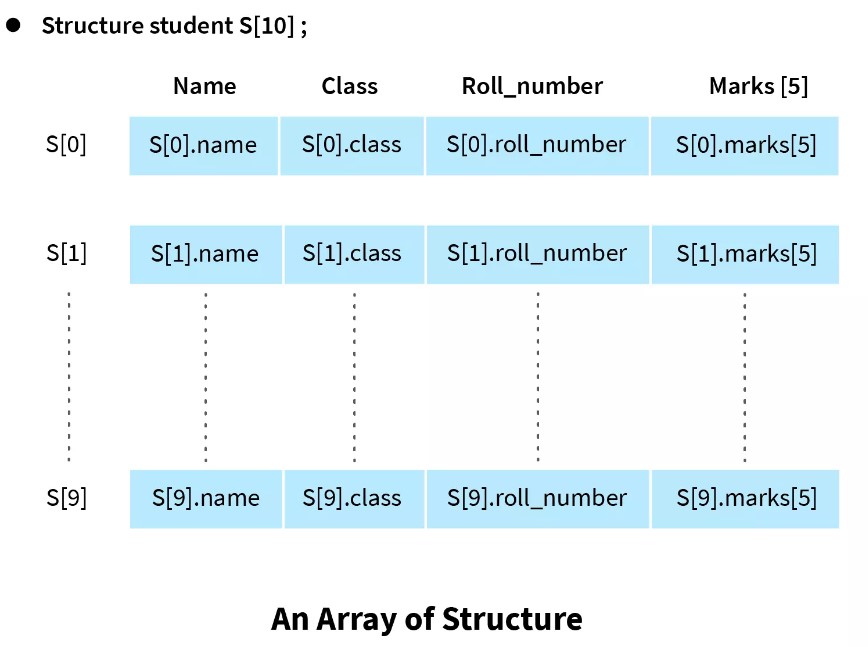 ● Structure student S[10] ;
Name Class Roll_number Marks [5]
S[0] S[0].name S[0].class S[0].roll_number S[0].marks[5]
S[1] S[1].name S[1].class S[1].roll_number S[1].marks[5]
S[9] S[9].name S[9].class S[9].roll_number S[9].marks[5]
An Array of Structure